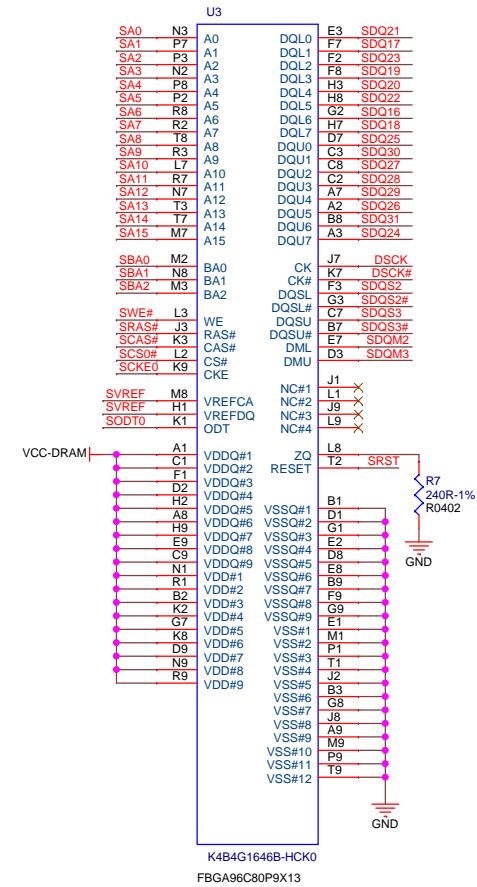 U3
SA0 N3 A0 DQL0 E3 SDQ21
SA1 P7 A1 DQL1 F7 SDQ17
SA2 P3 A2 DQL2 F2 SDQ23
SA3 N2 A3 DQL3 F8 SDQ19
SA4 P8 A4 DQL4 H3 SDQ20
SA5 P2 A5 DQL5 H8 SDQ22
SA6 R8 A6 DQL6 G2 SDQ16
SA7 R2 A7 DQL7 H7 SDQ18
SA8 T8 A8 DQU0 D7 SDQ25
SA9 R3 A9 DQU1 C3 SDQ30
SA10 L7 A10 DQU2 C8 SDQ27
SA11 R7 A11 DQU3 C2 SDQ28
SA12 N7 A12 DQU4 A7 SDQ29
SA13 T3 A13 DQU5 A2 SDQ26
SA14 T7 A14 DQU6 B8 SDQ31
SA15 M7 A15 DQU7 A3 SDQ24
SBA0 M2 BA0 CK J7 DSCK
SBA1 N8 BA1 CK# K7 DSCK#
SBA2 M3 BA2 DQSL F3 SDQS2
DQSL# G3 SDQS2#
SWE# L3 WE DQSU C7 SDQS3
SRAS# J3 RAS# DQSU# B7 SDQS3#
SCAS# K3 CAS# DML E7 SDQM2
SCS0# L2 CS# DMU D3 SDQM3
SCKE0 K9 CKE
NC#1 J1
SVREF M8 VREFCA NC#2 L1
SVREF H1 VREFDQ NC#3 J9
SODT0 K1 ODT NC#4 L9
VCC-DRAM A1 VDDQ#1 ZQ L8
C1 VDDQ#2 RESET T2 SRST
F1 VDDQ#3
R7
D2 VDDQ#4
240R-1%
H2 VDDQ#5 VSSQ#1 B1
R0402
A8 VDDQ#6 VSSQ#2 D1
H9 VDDQ#7 VSSQ#3 G1
E9 VDDQ#8 VSSQ#4 E2
C9 VDDQ#9 VSSQ#5 D8
GND
N1 VDD#1 VSSQ#6 E8
R1 VDD#2 VSSQ#7 B9
B2 VDD#3 VSSQ#8 F9
K2 VDD#4 VSSQ#9 G9
G7 VDD#5 VSS#1 E1
K8 VDD#6 VSS#2 M1
D9 VDD#7 VSS#3 P1
N9 VDD#8 VSS#4 T1
R9 VDD#9 VSS#5 J2
VSS#6 B3
VSS#7 G8
VSS#8 J8
VSS#9 A9
VSS#10 M9
VSS#11 P9
VSS#12 T9
GND
K4B4G1646B-HCK0
FBGA96C80P9X13